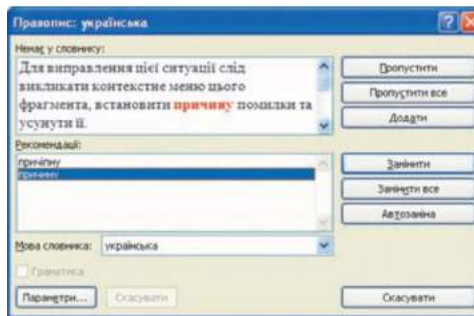 Правопис: українська
Немає у словнику:
Для виправлення цієї ситуації слід
викликати контекстне меню цього
фрагмента, встановити причину помилки та
усунути її.
Пропустити
Пропустити все
Додати
Рекомендації:
причіпну
причину
Замінити
Замінити все
Автозаміна
Мова словника: українська
Граматика
Параметри... Скасувати Скасувати